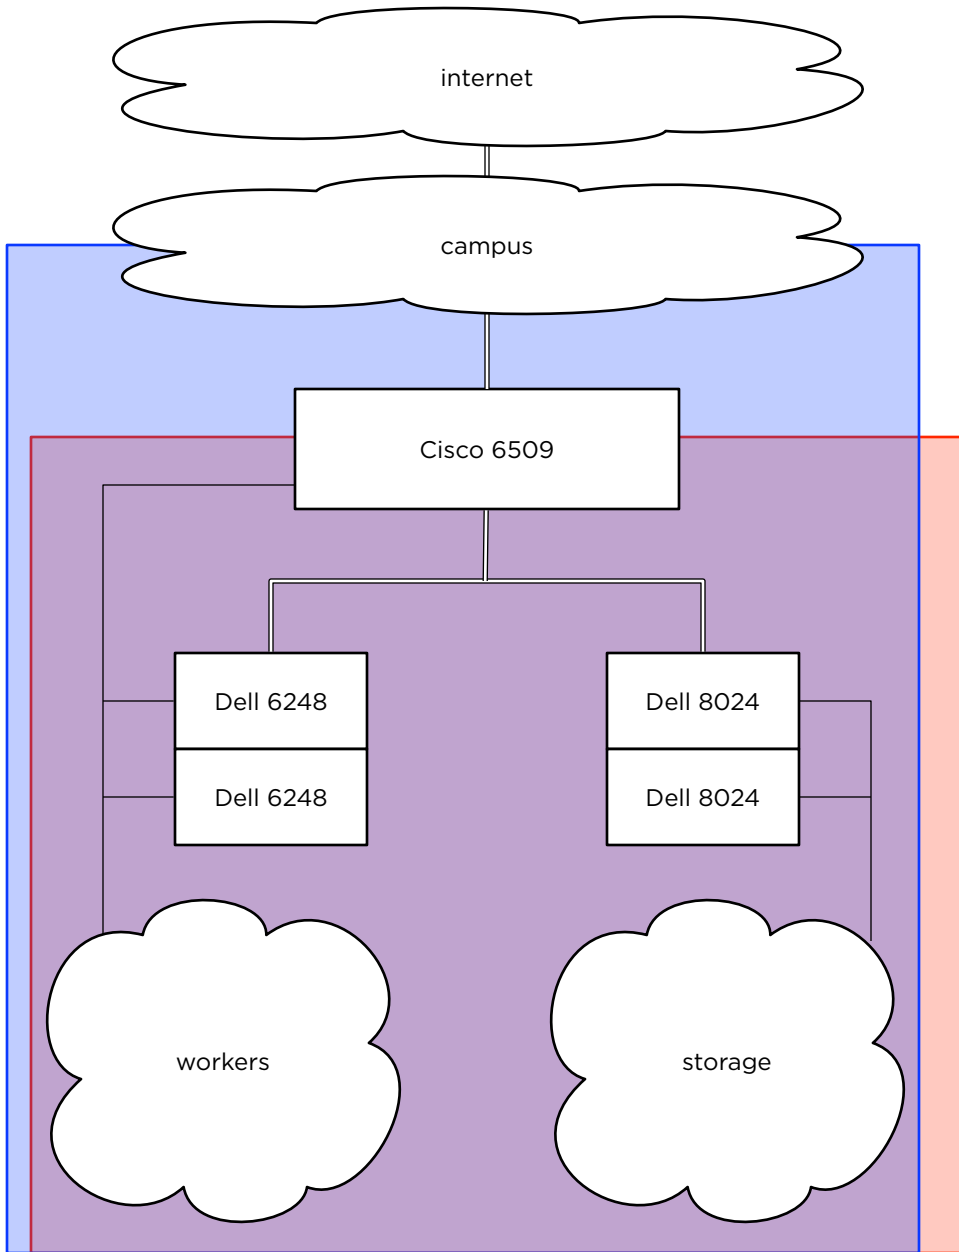 internet
campus
Cisco 6509
Dell 6248
Dell 8024
Dell 6248
Dell 8024
workers
storage